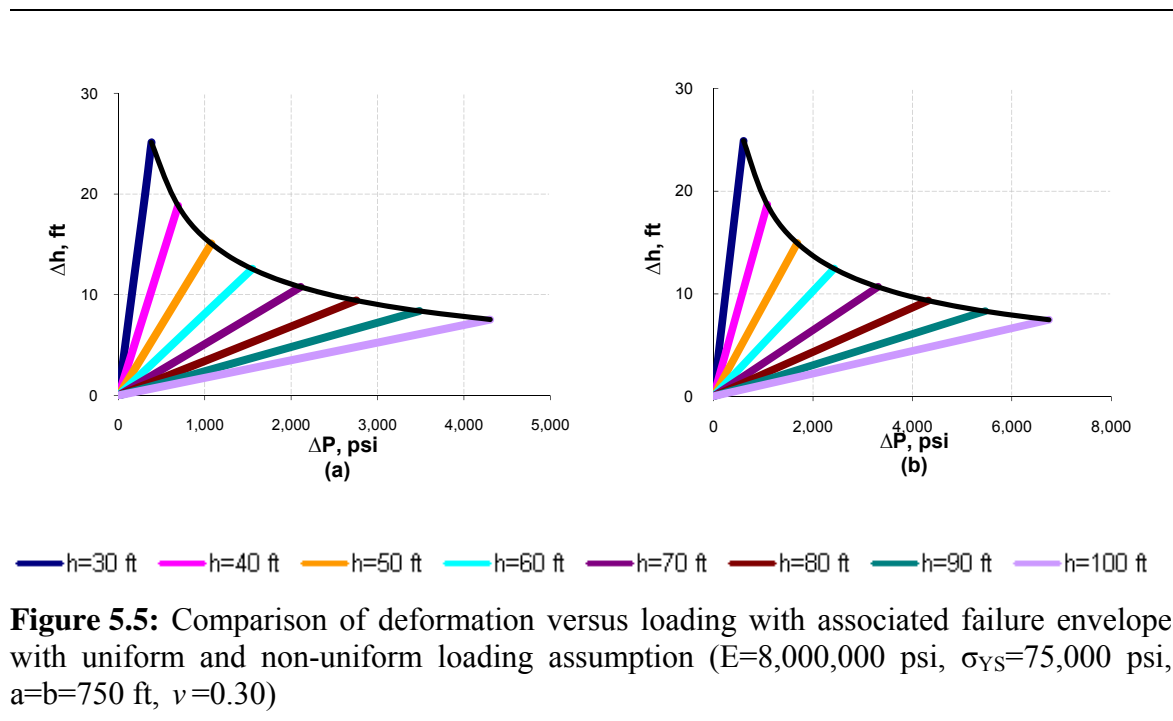 30
20
10
0
Δh, ft
0 1,000 2,000 3,000 4,000 5,000
ΔP, psi
(a)
30
20
10
0
Δh, ft
0 2,000 4,000 6,000 8,000
ΔP, psi
(b)
h=30 ft h=40 ft h=50 ft h=60 ft h=70 ft h=80 ft h=90 ft h=100 ft
Figure 5.5: Comparison of deformation versus loading with associated failure envelope
with uniform and non-uniform loading assumption (E=8,000,000 psi, σYS=75,000 psi,
a=b=750 ft, ν=0.30)